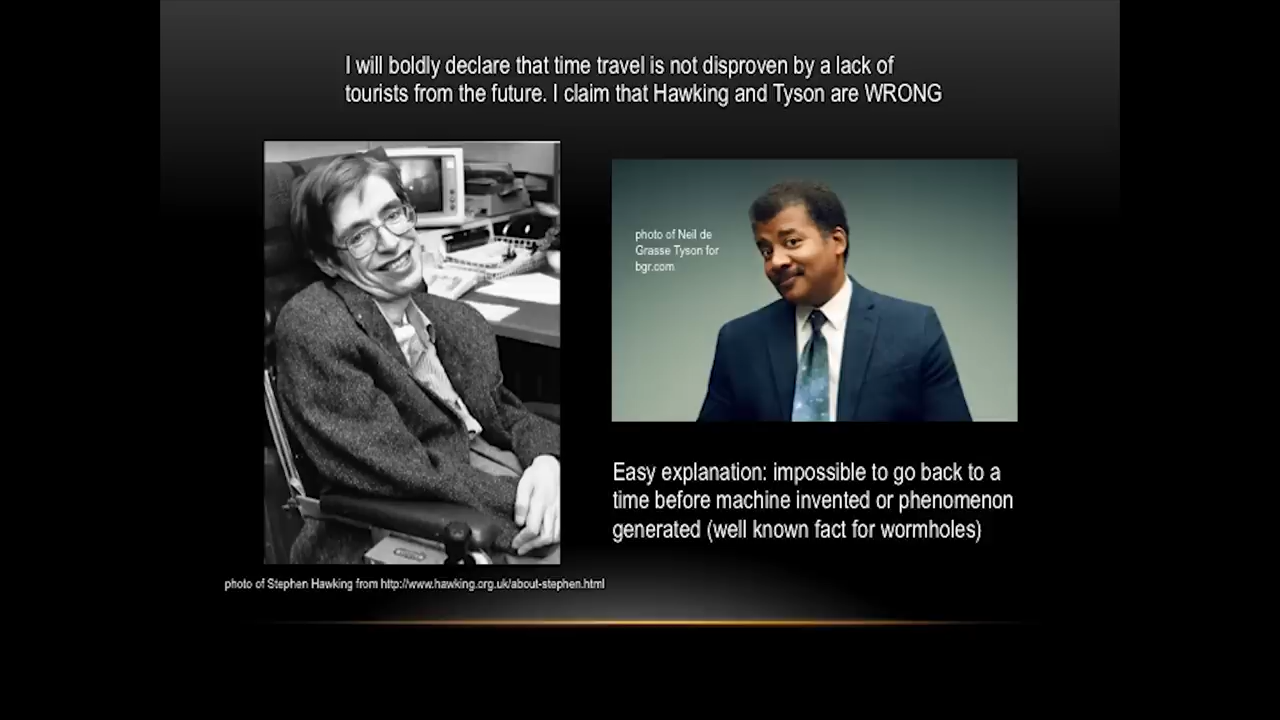 I will boldly declare that time travel is not disproven by a lack of
tourists from the future. I claim that Hawking and Tyson are WRONG
photo of Neil de
Grasse Tyson for
bgr.com
Easy explanation: impossible to go back to a
time before machine invented or phenomenon
generated (well known fact for wormholes)
photo of Stephen Hawking from http://www.hawking.org.uk/about-stephen.html